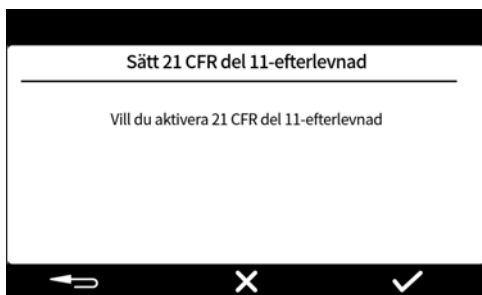 Sätt 21 CFR del 11-efterlevnad
Vill du aktivera 21 CFR del 11-efterlevnad